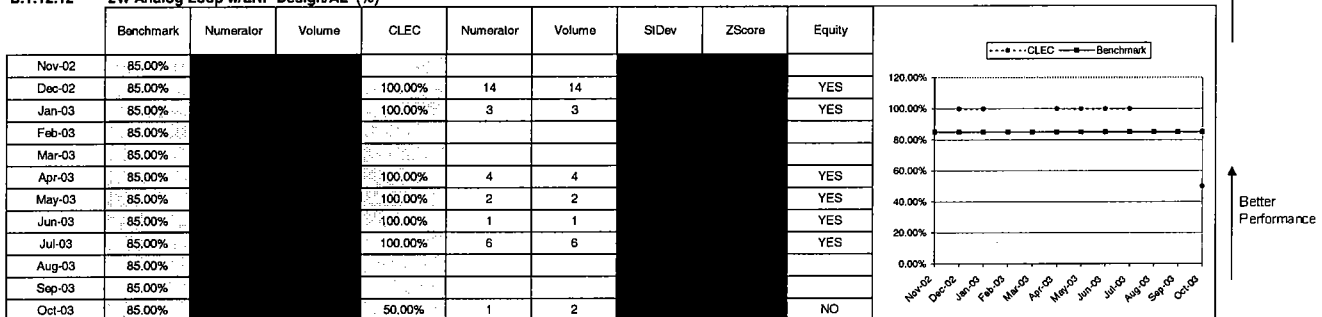 B.1.12.12 2W Analog Loop w/LNP Design/AL (%)
Benchmark Numerator Volume CLEC Numerator Volume StDev ZScore Equity
Nov-02 85.00%
Dec-02 85.00% 100.00% 14 14 YES
Jan-03 85.00% 100.00% 3 3 YES
Feb-03 85.00%
Mar-03 85.00%
Apr-03 85.00% 100.00% 4 4 YES
May-03 85.00% 100.00% 2 2 YES
Jun-03 85.00% 100.00% 1 1 YES
Jul-03 85.00% 100.00% 6 6 YES
Aug-03 85.00%
Sep-03 85.00%
Oct-03 85.00% 50.00% 1 2 NO
CLEC Benchmark
120.00%
100.00%
80.00%
60.00%
40.00%
20.00%
0.00%
Nov-02 Dec-02 Jan-03 Feb-03 Mar-03 Apr-03 May-03 Jun-03 Jul-03 Aug-03 Sep-03 Oct-03
Better
Performance